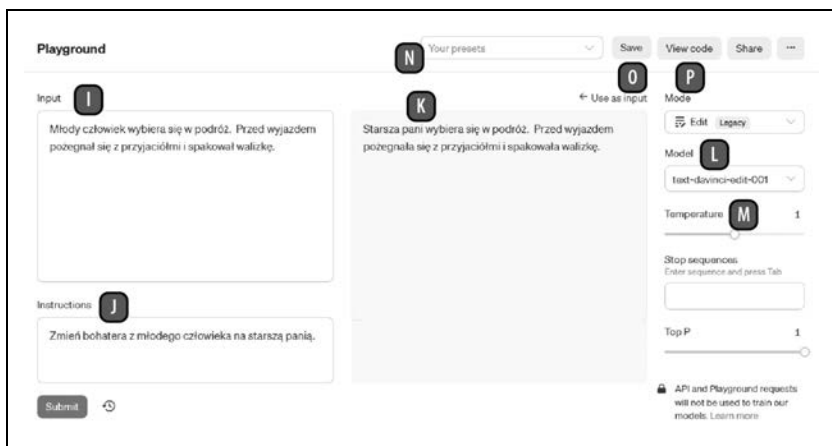 Playground
N
Your presets
Save
View code
Share
...
O
P
Input
I
K
← Use as input
Mode
Młody człowiek wybiera się w podróż. Przed wyjazdem
pożegnał się z przyjaciółmi i spakował walizkę.
Starsza pani wybiera się w podróż. Przed wyjazdem
pożegnała się z przyjaciółmi i spakowała walizkę.
Edit Legacy
Model
L
text-davinci-edit-001
Temperature
M
1
Stop sequences
Enter sequence and press Tab
Instructions
J
Zmień bohatera z młodego człowieka na starszą panią.
Top P
1
Submit
API and Playground requests
will not be used to train our
models. Learn more